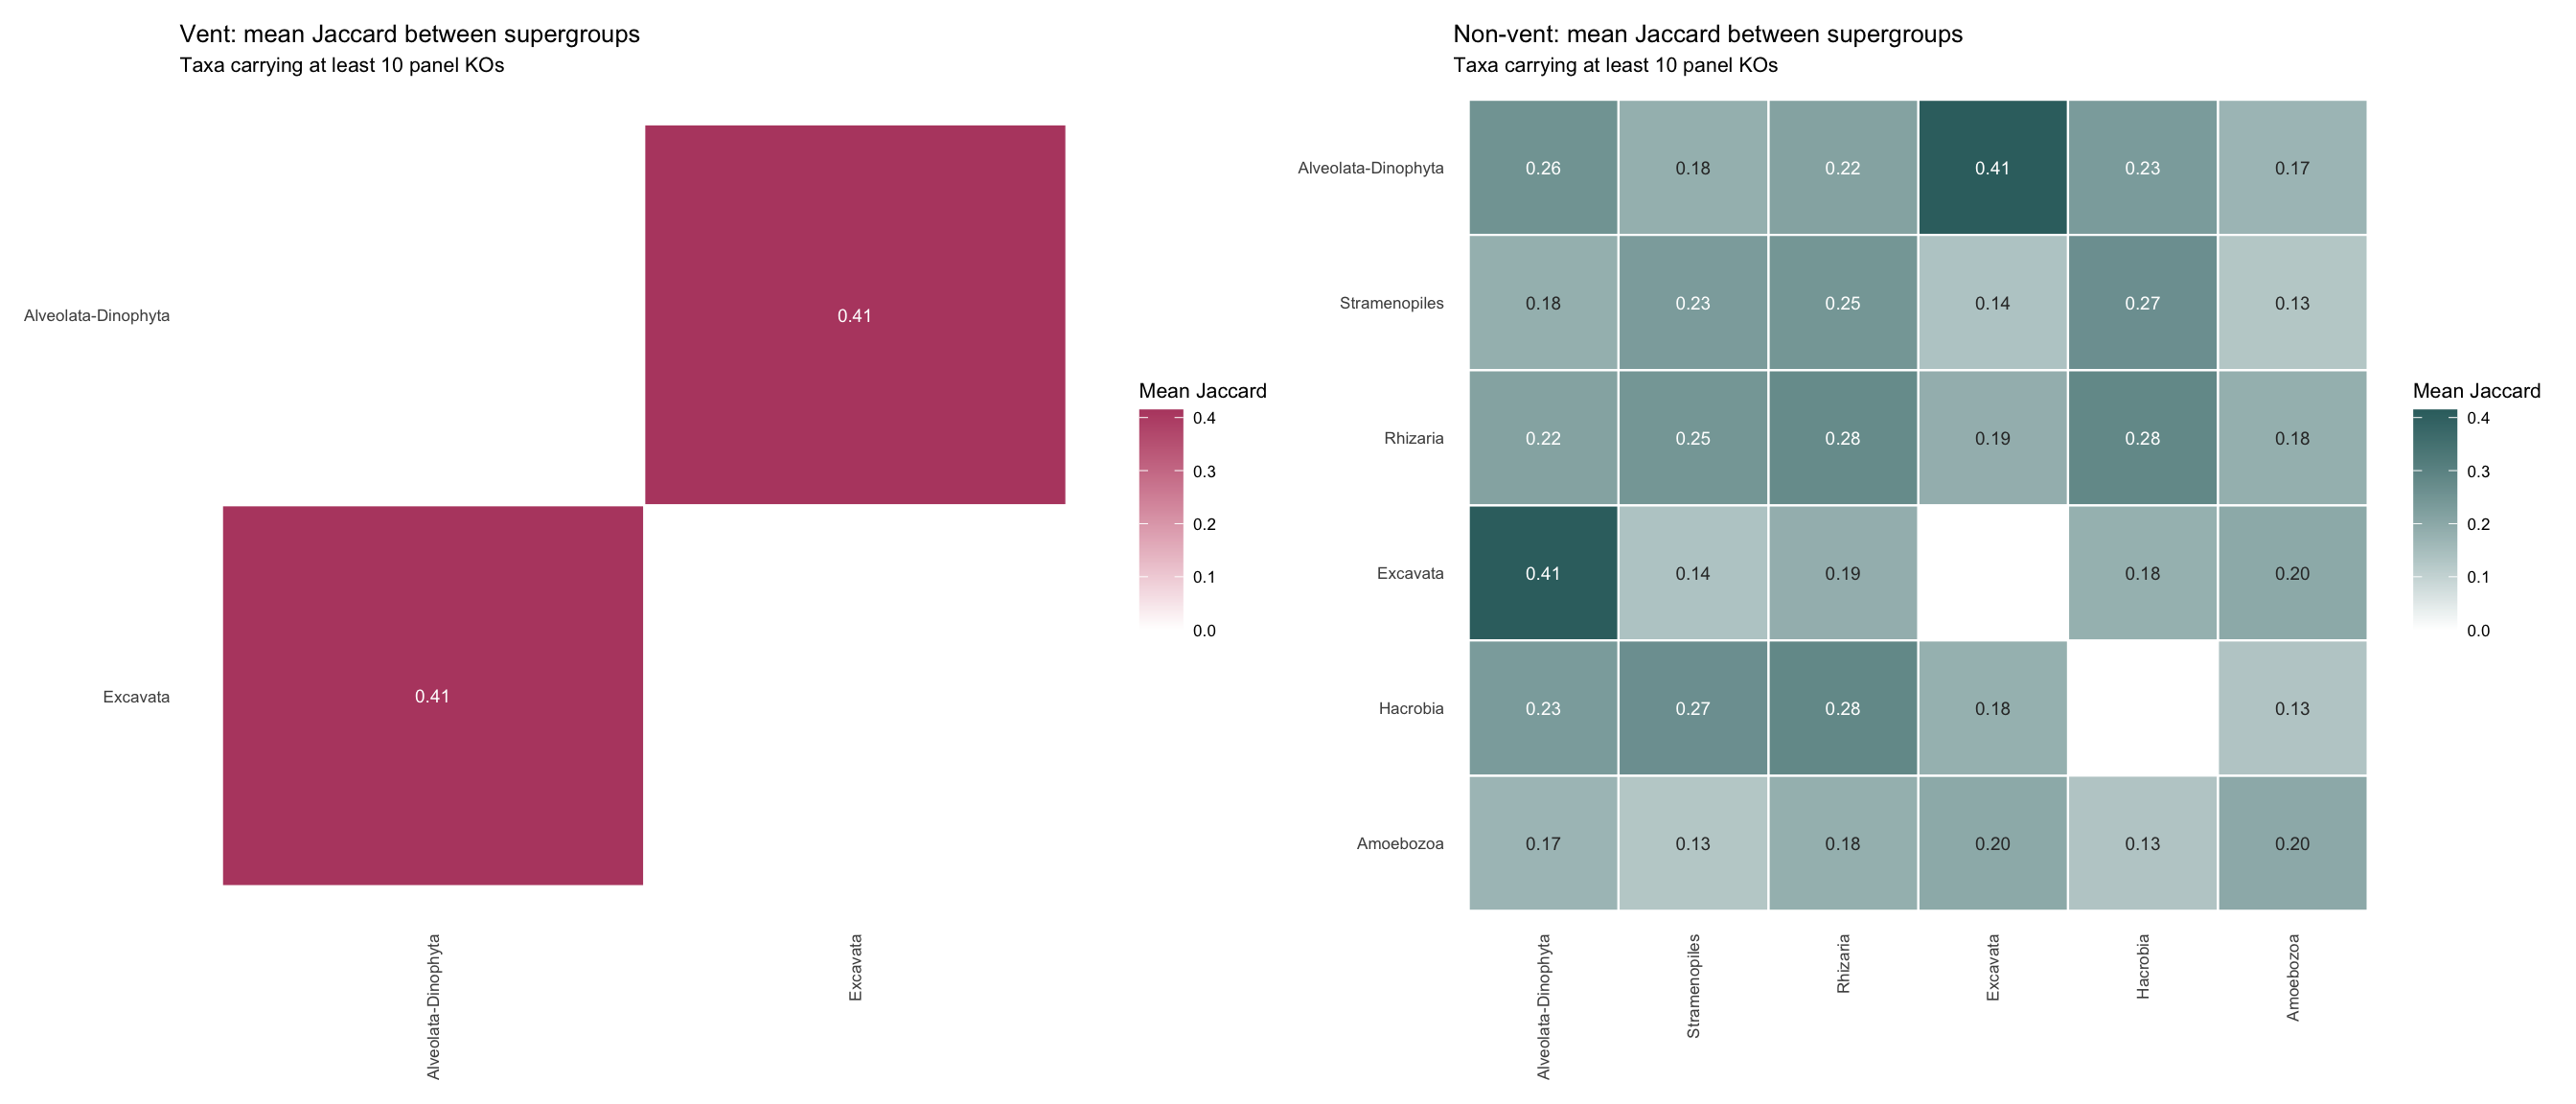 Vent: mean Jaccard between supergroups
Taxa carrying at least 10 panel KOs
Alveolata-Dinophyta
0.41
Excavata
0.41
Alveolata-Dinophyta
Excavata
Mean Jaccard
0.4
0.3
0.2
0.1
0.0
Non-vent: mean Jaccard between supergroups
Taxa carrying at least 10 panel KOs
Alveolata-Dinophyta 0.26 0.18 0.22 0.41 0.23 0.17
Stramenopiles 0.18 0.23 0.25 0.14 0.27 0.13
Rhizaria 0.22 0.25 0.28 0.19 0.28 0.18
Excavata 0.41 0.14 0.19 0.18 0.20
Hacrobia 0.23 0.27 0.28 0.18 0.13
Amoebozoa 0.17 0.13 0.18 0.20 0.13 0.20
Alveolata-Dinophyta
Stramenopiles
Rhizaria
Excavata
Hacrobia
Amoebozoa
Mean Jaccard
0.4
0.3
0.2
0.1
0.0